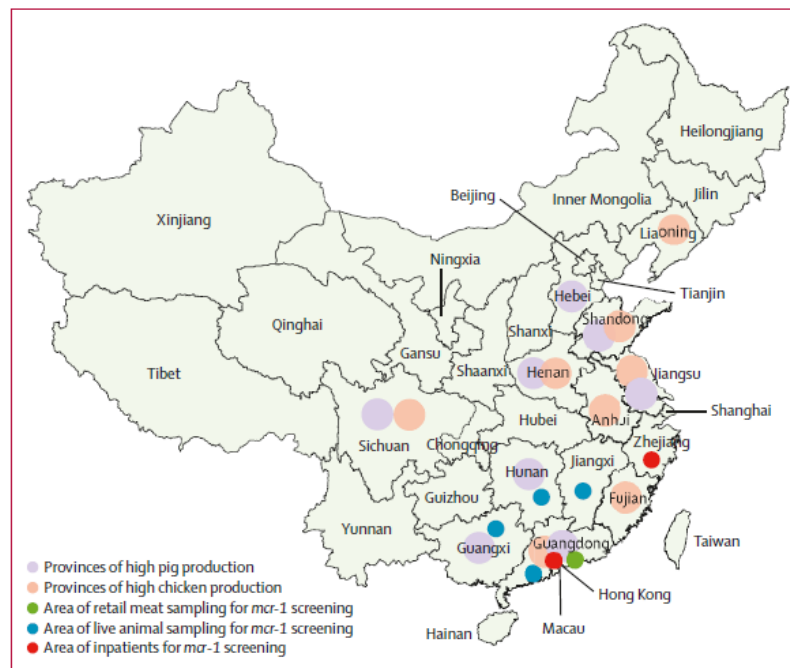 Heilongjiang
Beijing
Inner Mongolia
Jilin
Xinjiang
Liaoning
Ningxia
Hebei
Tianjin
Shandong
Qinghai
Shanxi
Gansu
Tibet
Shaanxi
Henan
Jiangsu
Shanghai
Hubei
Anhui
Sichuan
Chongqing
Zhejiang
Hunan
Jiangxi
Guizhou
Fujian
Yunnan
Guangxi
Guangdong
Taiwan
Hong Kong
Macau
Hainan
Provinces of high pig production
Provinces of high chicken production
Area of retail meat sampling for mcr-1 screening
Area of live animal sampling for mcr-1 screening
Area of inpatients for mcr-1 screening